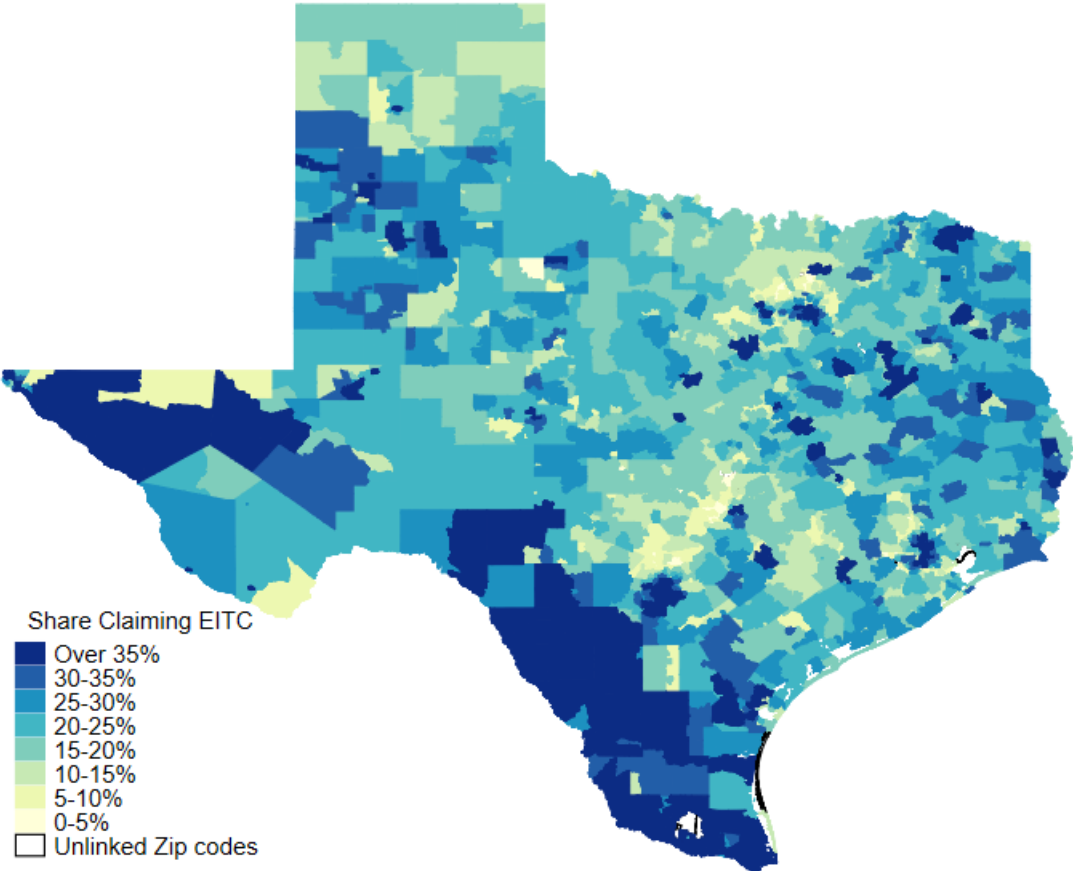 Share Claiming EITC
Over 35%
30-35%
25-30%
20-25%
15-20%
10-15%
5-10%
0-5%
Unlinked Zip codes